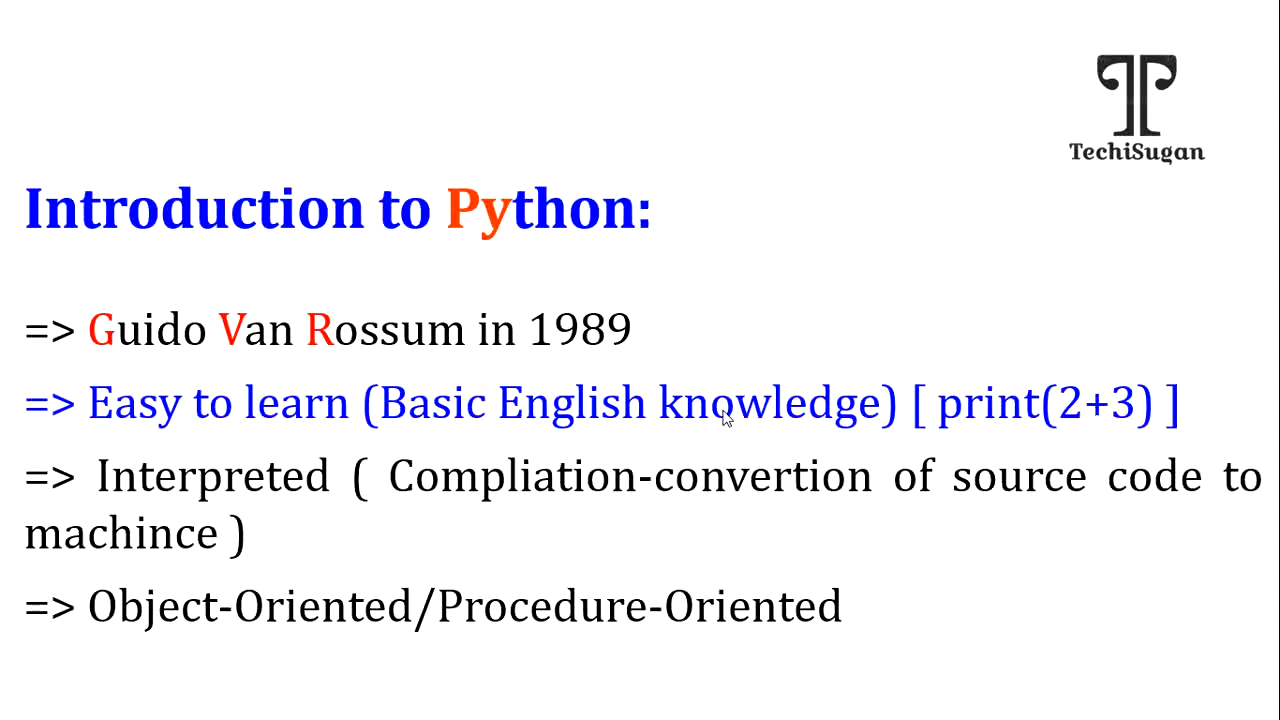 TechiSugan
Introduction to Python:
=> Guido Van Rossum in 1989
=> Easy to learn (Basic English knowledge) [ print(2+3) ]
=> Interpreted ( Compliation-convertion of source code to
machince )
=> Object-Oriented/Procedure-Oriented